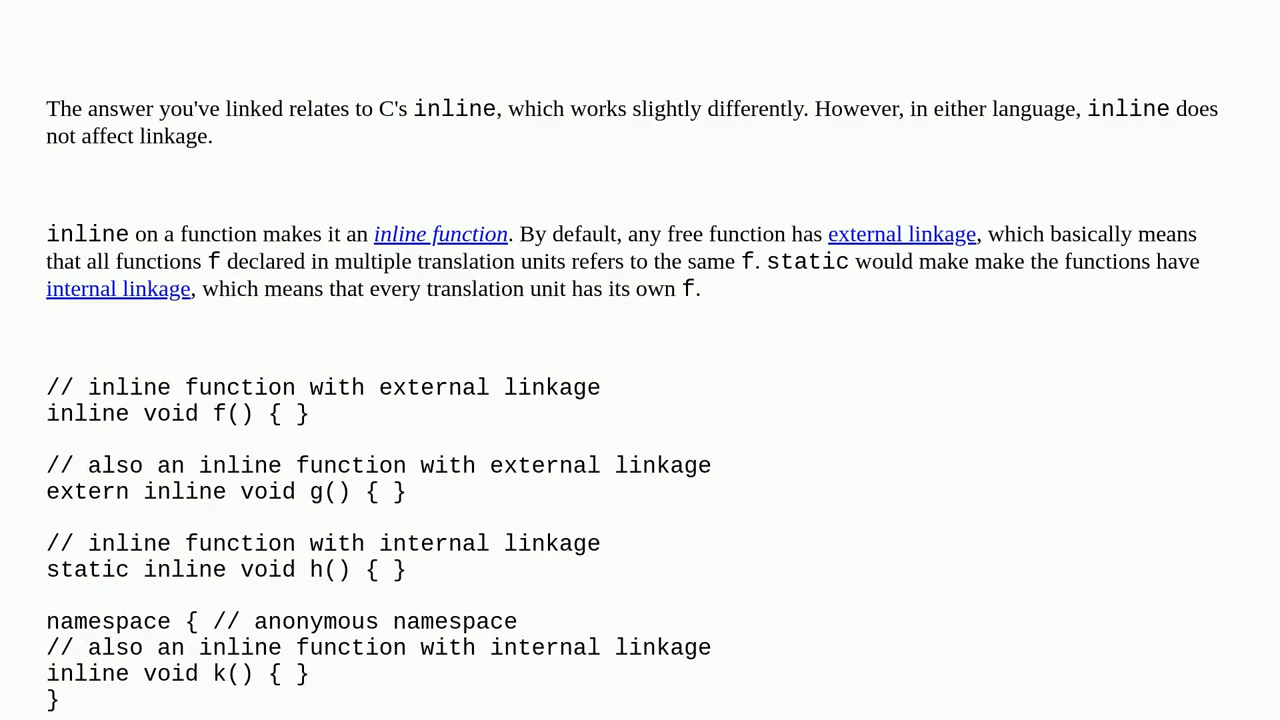 The answer you've linked relates to C's inline, which works slightly differently. However, in either language, inline does
not affect linkage.
inline on a function makes it an inline function. By default, any free function has external linkage, which basically means
that all functions f declared in multiple translation units refers to the same f. static would make make the functions have
internal linkage, which means that every translation unit has its own f.
// inline function with external linkage
inline void f() { }
// also an inline function with external linkage
extern inline void g() { }
// inline function with internal linkage
static inline void h() { }
namespace { // anonymous namespace
// also an inline function with internal linkage
inline void k() { }
}